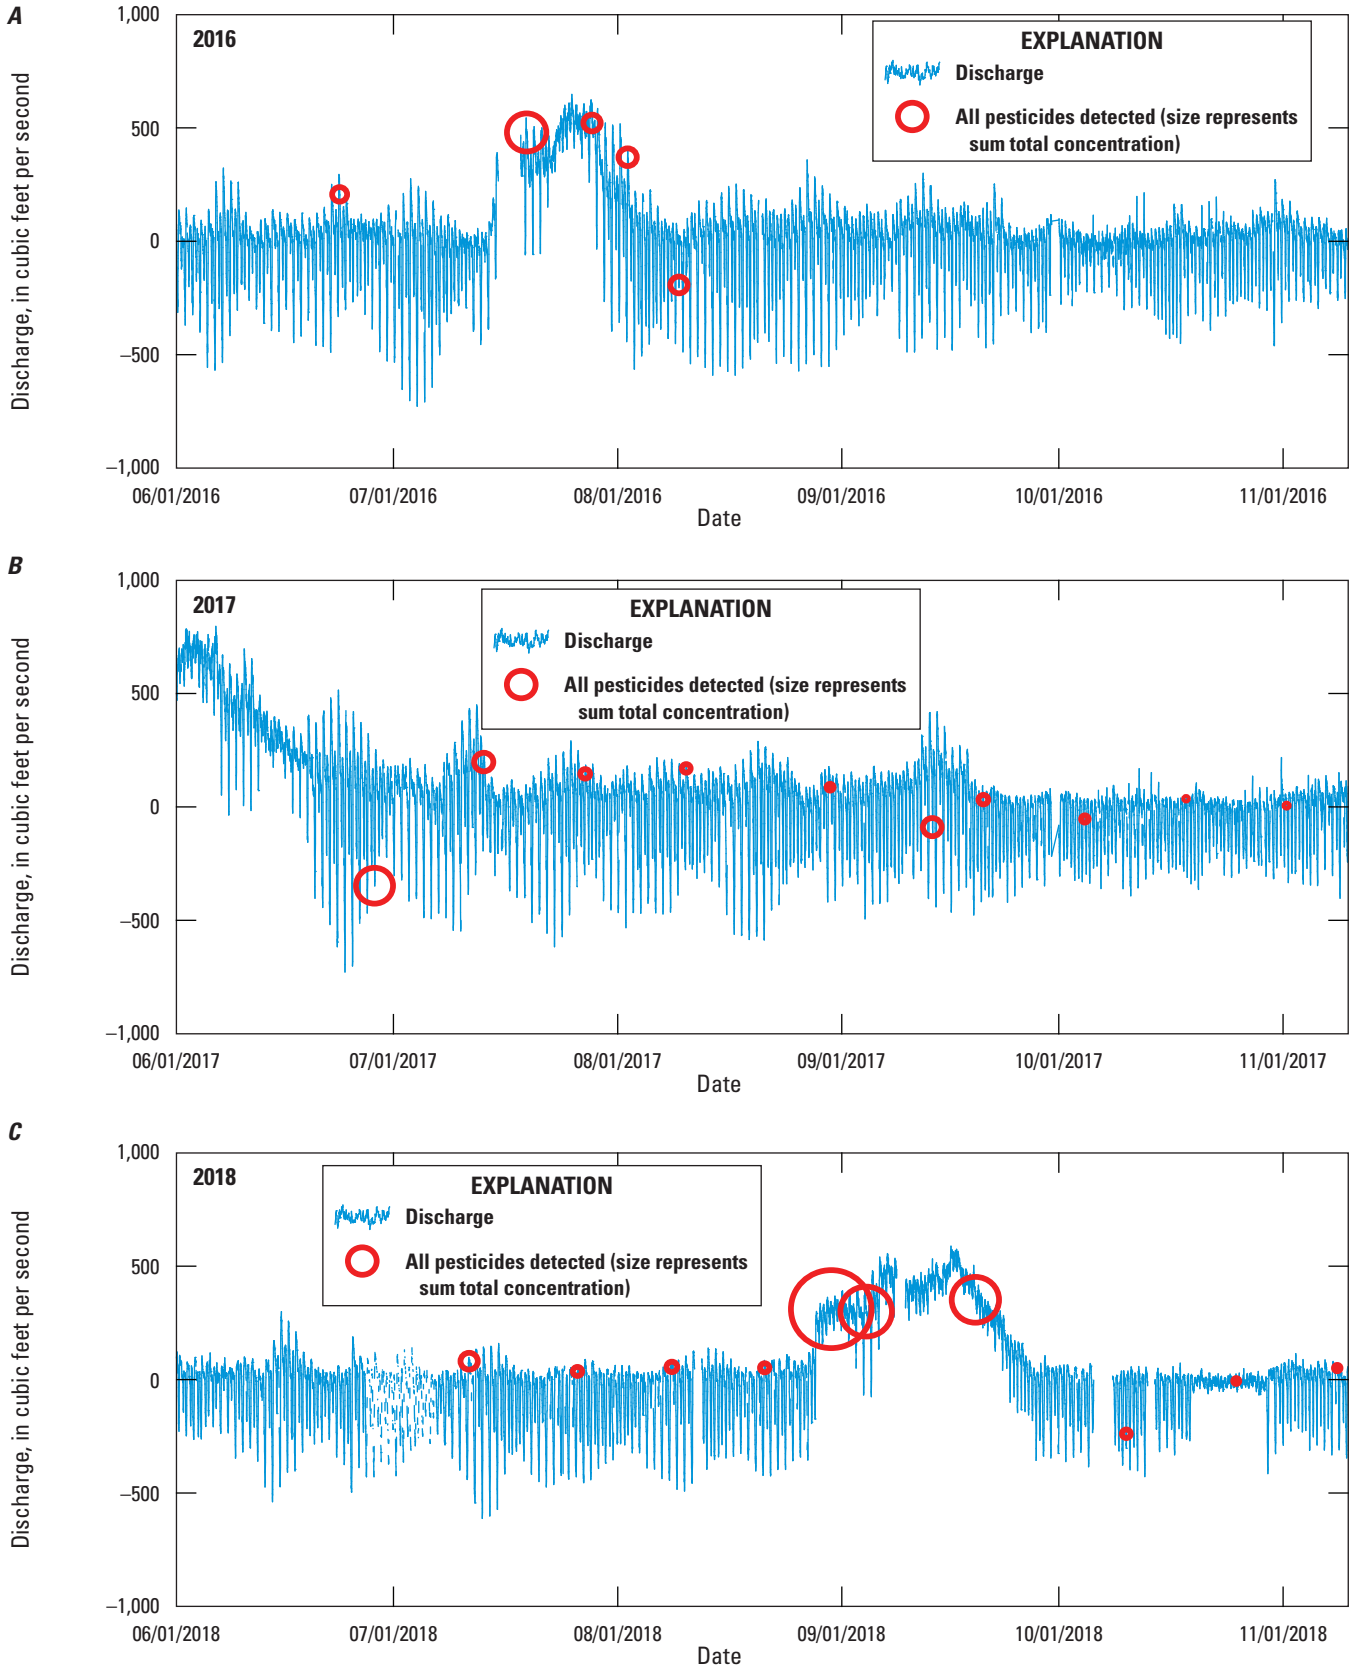 A
2016
EXPLANATION
Discharge
All pesticides detected (size represents
sum total concentration)
Discharge, in cubic feet per second
1,000
500
0
–500
–1,000
06/01/2016 07/01/2016 08/01/2016 09/01/2016 10/01/2016 11/01/2016
Date
B
2017
EXPLANATION
Discharge
All pesticides detected (size represents
sum total concentration)
Discharge, in cubic feet per second
1,000
500
0
–500
–1,000
06/01/2017 07/01/2017 08/01/2017 09/01/2017 10/01/2017 11/01/2017
Date
C
2018
EXPLANATION
Discharge
All pesticides detected (size represents
sum total concentration)
Discharge, in cubic feet per second
1,000
500
0
–500
–1,000
06/01/2018 07/01/2018 08/01/2018 09/01/2018 10/01/2018 11/01/2018
Date